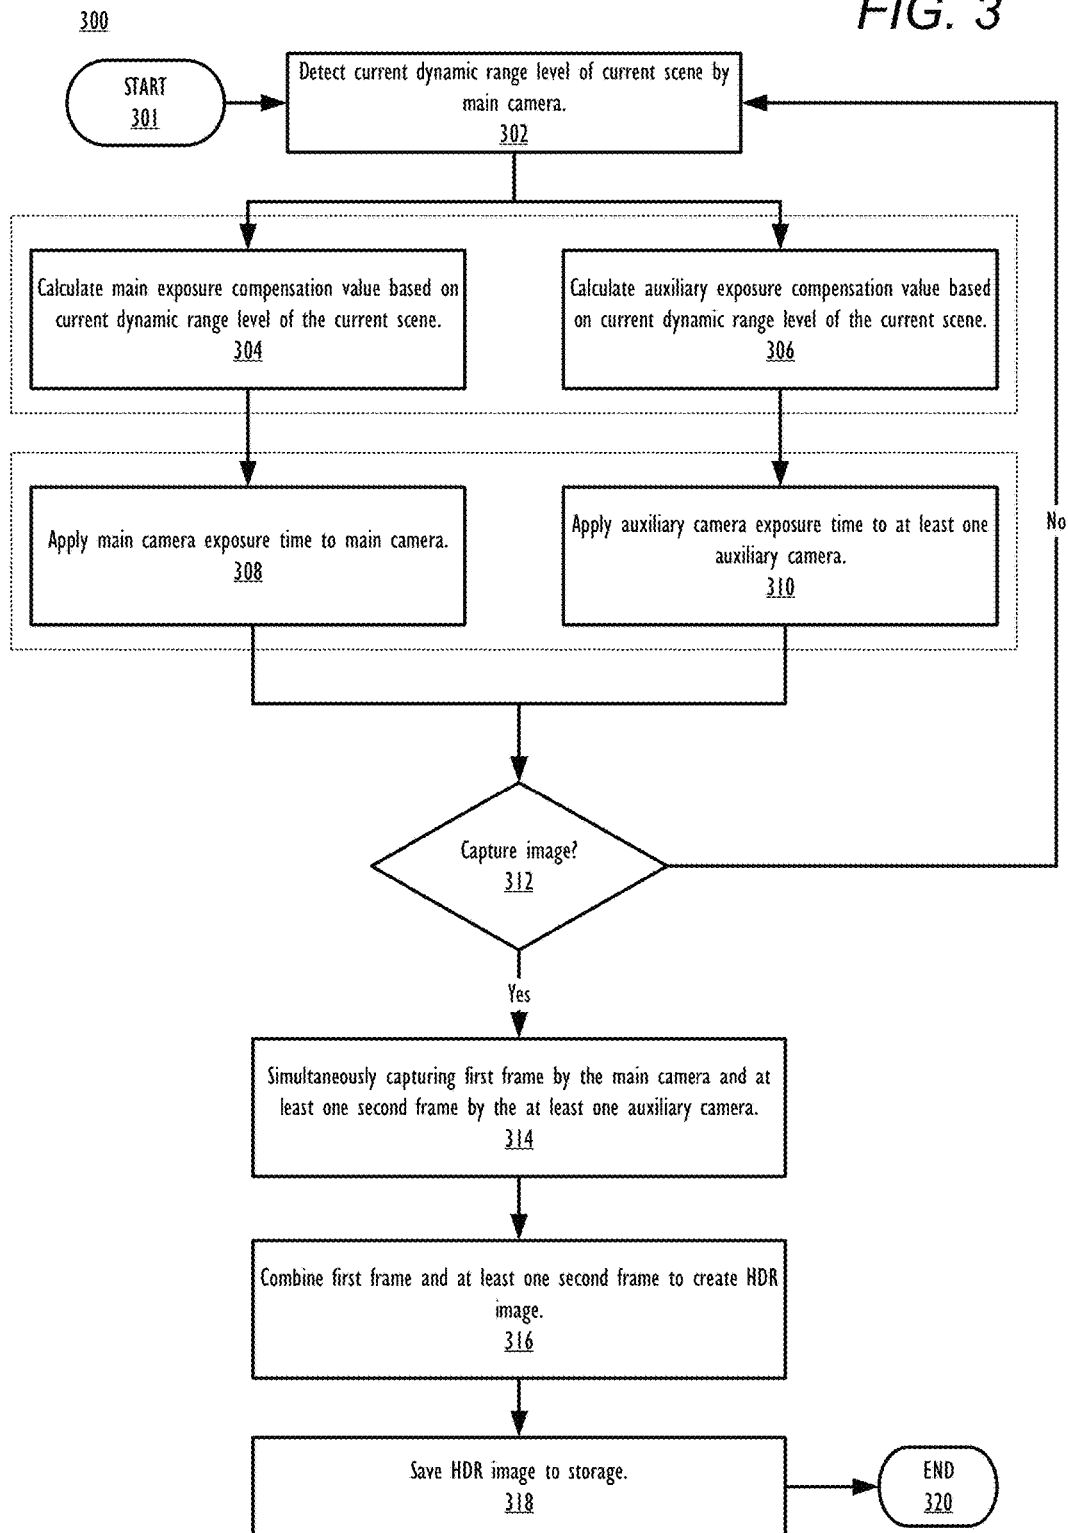 300
FIG. 3
START
301
Detect current dynamic range level of current scene by
main camera.
302
Calculate main exposure compensation value based on
current dynamic range level of the current scene.
304
Calculate auxiliary exposure compensation value based
on current dynamic range level of the current scene.
306
Apply main camera exposure time to main camera.
308
Apply auxiliary camera exposure time to at least one
auxiliary camera.
310
No
Capture image?
312
Yes
Simultaneously capturing first frame by the main camera and at
least one second frame by the at least one auxiliary camera.
314
Combine first frame and at least one second frame to create HDR
image.
316
Save HDR image to storage.
318
END
320